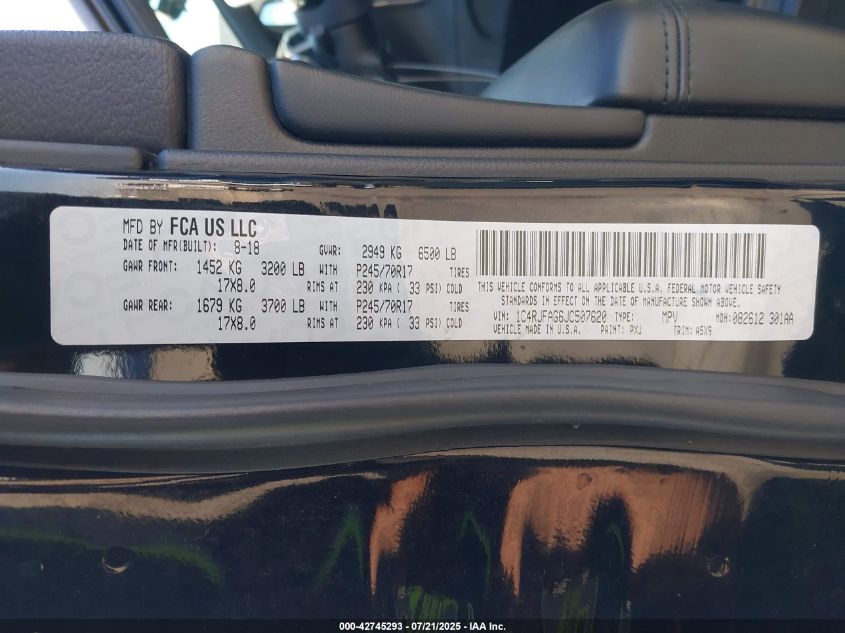 MFD BY FCA US LLC
DATE OF MFR(BUILT): 8-18 GVWR: 2949 KG 6500 LB
GAWR FRONT: 1452 KG 3200 LB WITH P245/70R17 TIRES
17X8.0 RIMS AT 230 KPA ( 33 PSI) COLD
GAWR REAR: 1679 KG 3700 LB WITH P245/70R17 TIRES
17X8.0 RIMS AT 230 KPA ( 33 PSI) COLD
THIS VEHICLE CONFORMS TO ALL APPLICABLE U.S.A. FEDERAL MOTOR VEHICLE SAFETY
STANDARDS IN EFFECT ON THE DATE OF MANUFACTURE SHOWN ABOVE.
VIN: 1C4RJFAG6JC507620 TYPE: MPV MDH: 082612 301AA
VEHICLE MADE IN U.S.A. PAINT: PXJ TRIM: A5X9
000-42745293 - 07/21/2025 - IAA Inc.